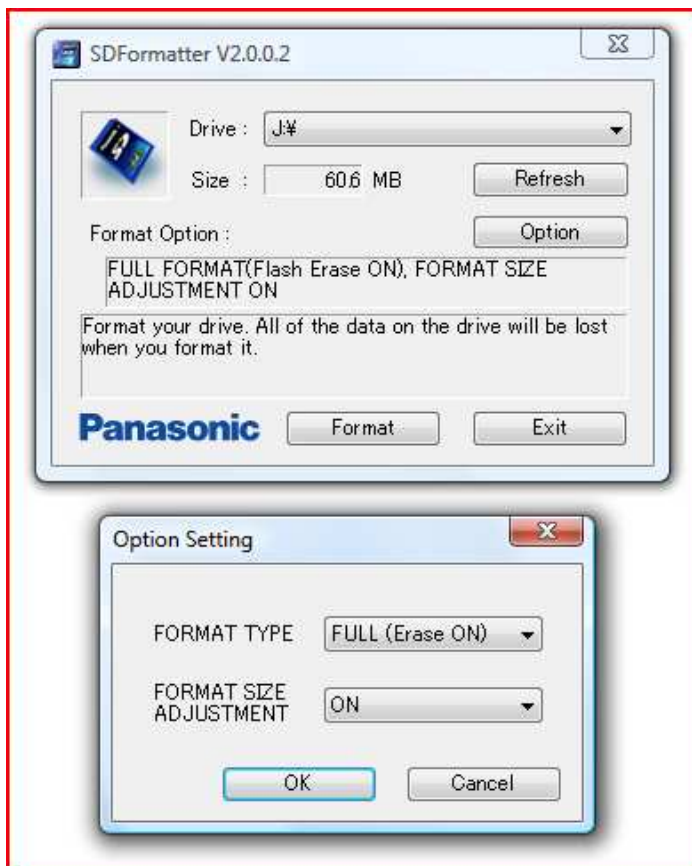 SDFormatter V2.0.0.2
Drive : J:¥
Size : 60.6 MB Refresh
Format Option : Option
FULL FORMAT(Flash Erase ON), FORMAT SIZE
ADJUSTMENT ON
Format your drive. All of the data on the drive will be lost
when you format it.
Panasonic Format Exit
Option Setting
FORMAT TYPE FULL (Erase ON)
FORMAT SIZE
ADJUSTMENT ON
OK Cancel